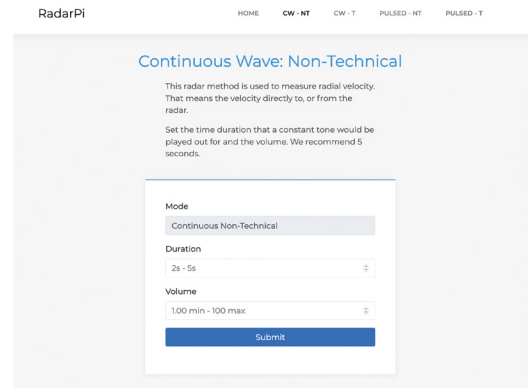 RadarPi
HOME CW - NT CW - T PULSED - NT PULSED - T
Continuous Wave: Non-Technical
This radar method is used to measure radial velocity.
That means the velocity directly to, or from the
radar.
Set the time duration that a constant tone would be
played out for and the volume. We recommend 5
seconds.
Mode
Continuous Non-Technical
Duration
2s - 5s
Volume
1.00 min - 100 max
Submit